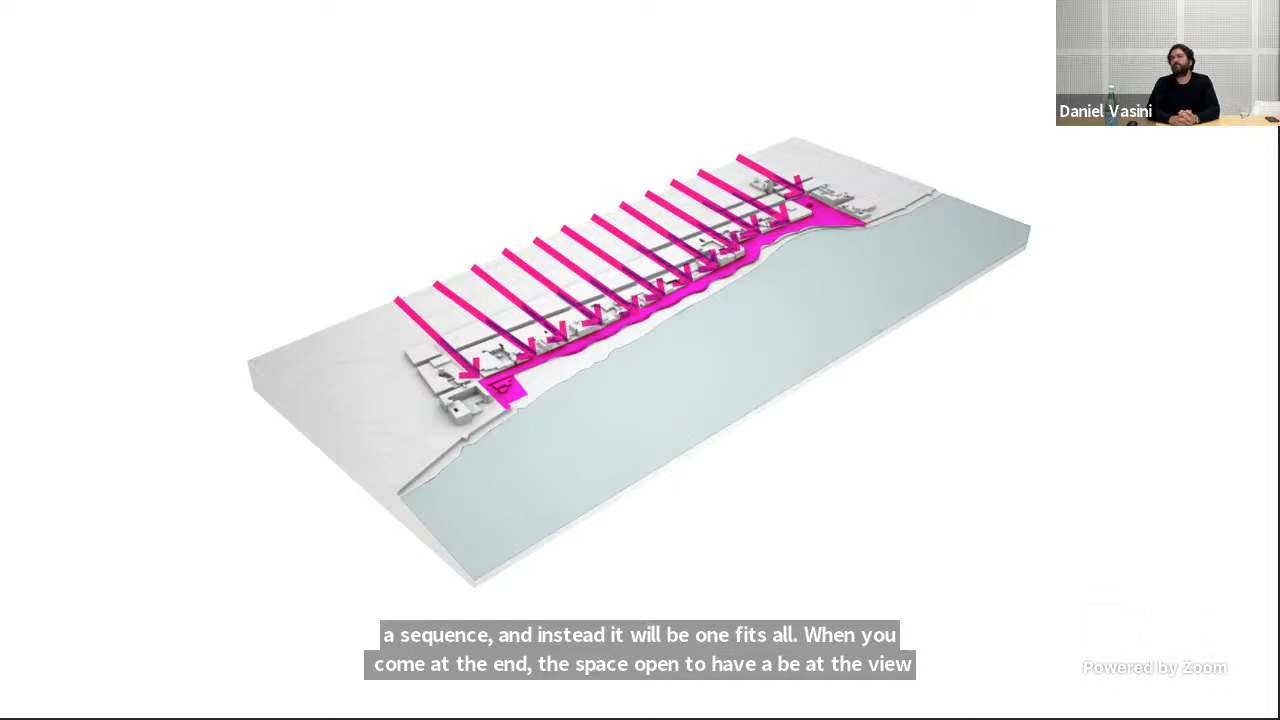 Daniel Vasini
a sequence, and instead it will be one fits all. When you
come at the end, the space open to have a be at the view
Powered by Zoom